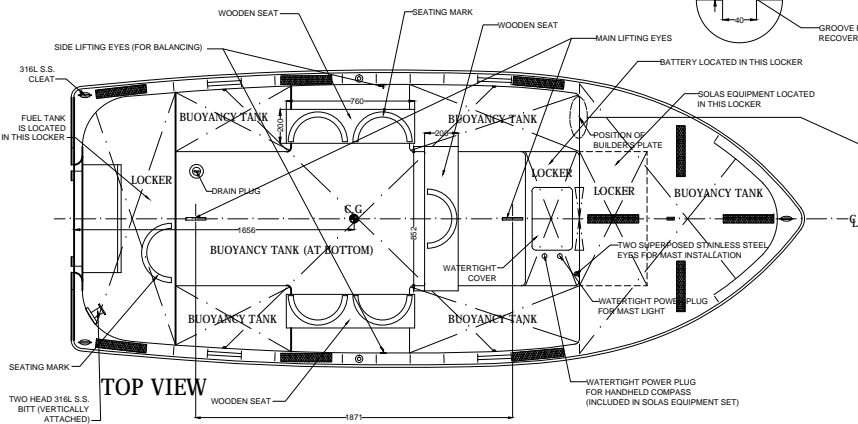 WOODEN SEAT
SEATING MARK
WOODEN SEAT
MAIN LIFTING EYES
40
GROOVE
RECOVER
SIDE LIFTING EYES (FOR BALANCING)
BATTERY LOCATED IN THIS LOCKER
316L S.S.
CLEAT
SOLAS EQUIPMENT LOCATED
IN THIS LOCKER
FUEL TANK
IS LOCATED
IN THIS LOCKER
760
200
BUOYANCY TANK
BUOYANCY TANK
200
POSITION OF
BUILDER'S PLATE
LOCKER
DRAIN PLUG
LOCKER
LOCKER
BUOYANCY TANK
C.G
1656
BUOYANCY TANK (AT BOTTOM)
852
CL
WATERTIGHT
COVER
TWO SUPERPOSED STAINLESS STEEL
EYES FOR MAST INSTALLATION
WATERTIGHT POWER PLUG
FOR MAST LIGHT
BUOYANCY TANK
BUOYANCY TANK
SEATING MARK
TOP VIEW
TWO HEAD 316L S.S.
BITT (VERTICALLY
ATTACHED)
WOODEN SEAT
1871
WATERTIGHT POWER PLUG
FOR HANDHELD COMPASS
(INCLUDED IN SOLAS EQUIPMENT SET)